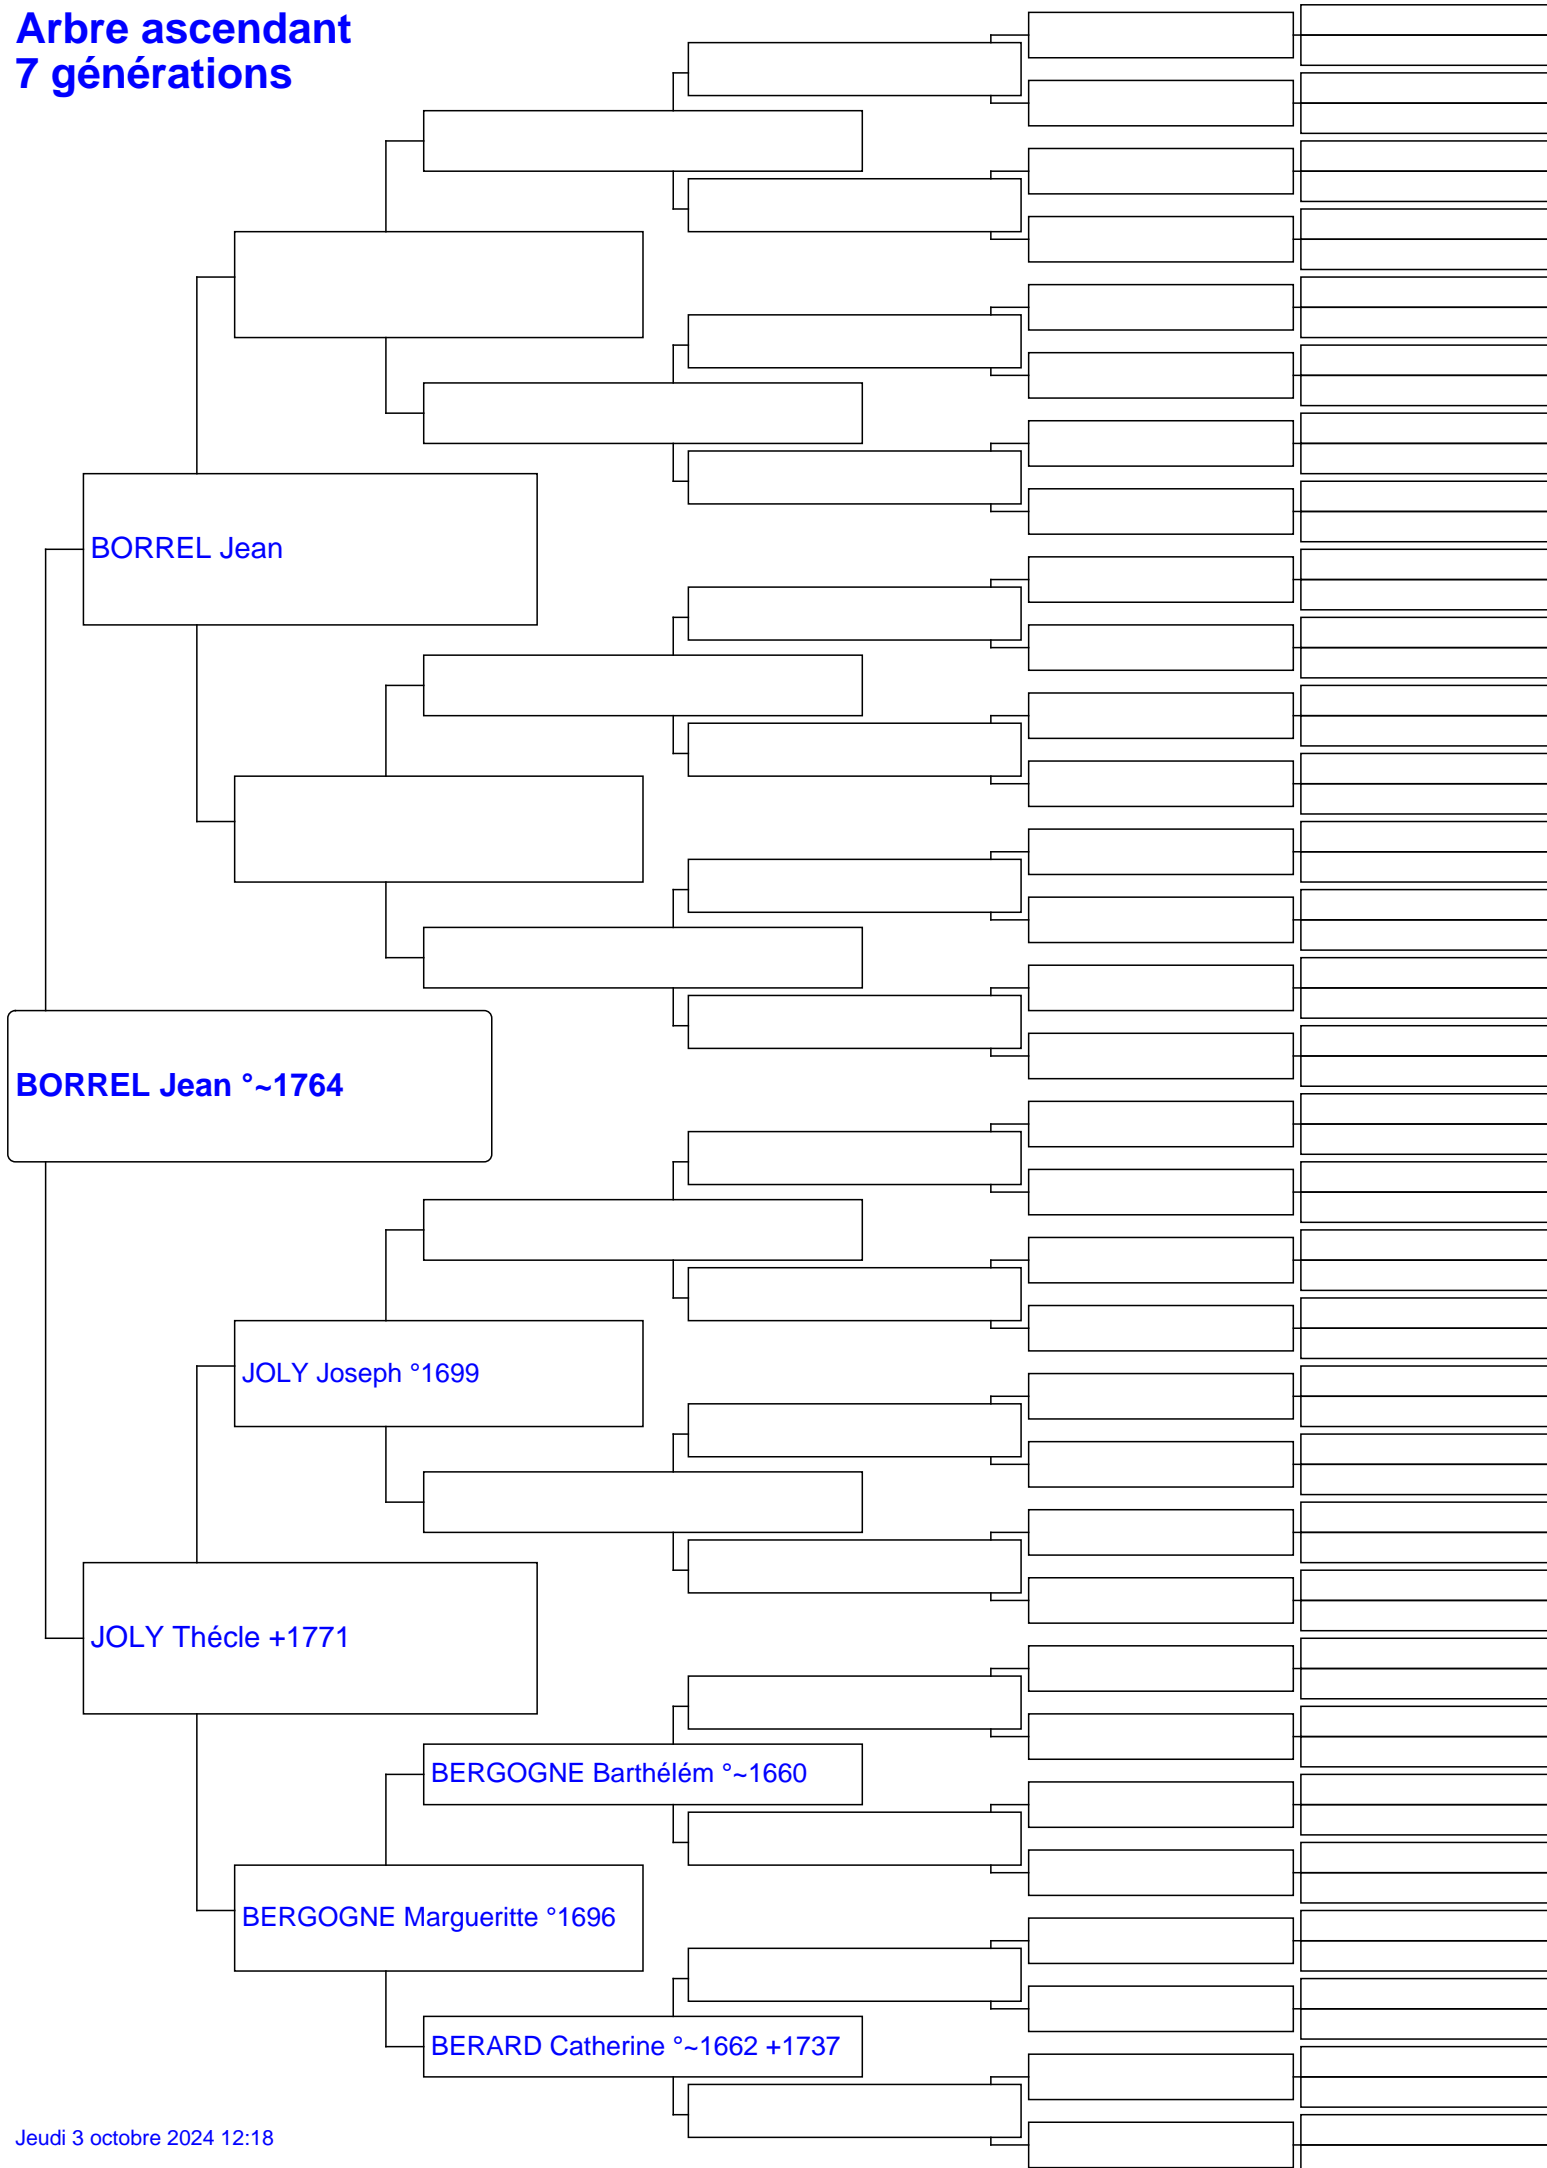 Arbre ascendant
7 générations
BORREL Jean
BORREL Jean °~1764
JOLY Joseph °1699
JOLY Thécle +1771
BERGOGNE Barthélém °~1660
BERGOGNE Margueritte °1696
BERARD Catherine °~1662 +1737
Jeudi 3 octobre 2024 12:18